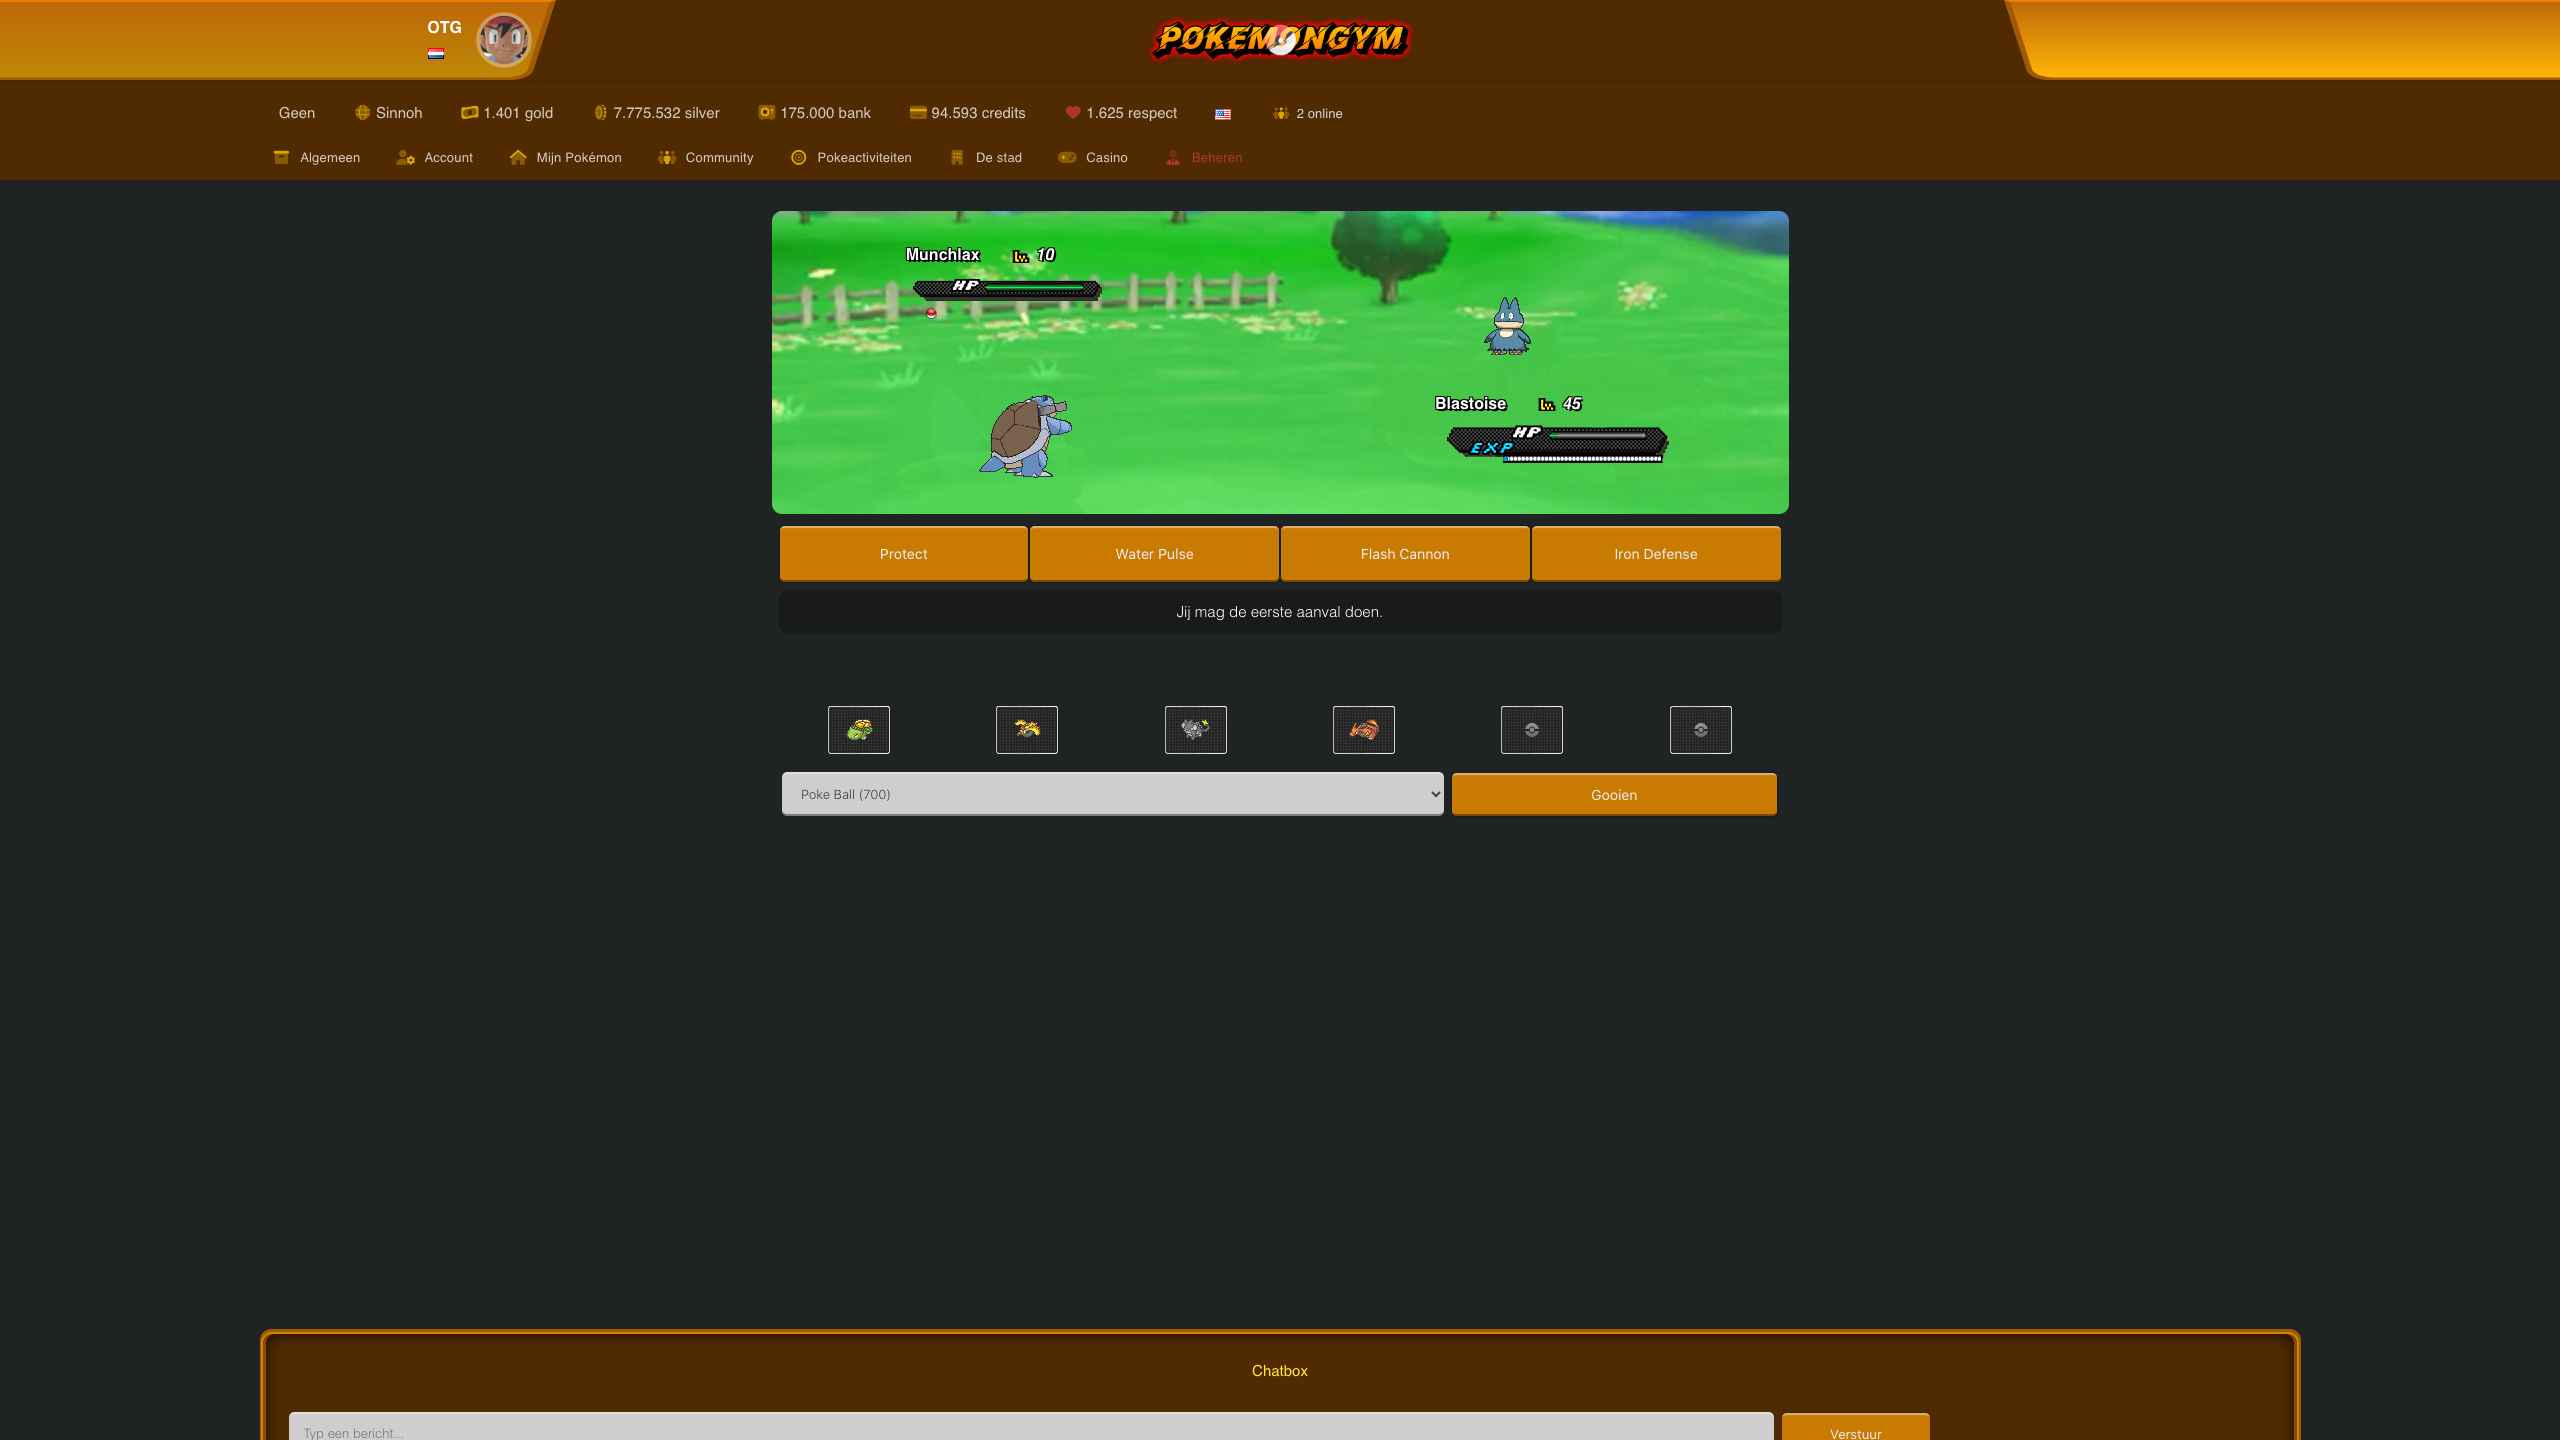 OTG
POKEMONGYM
Geen Sinnoh 1.401 gold 7.775.532 silver 175.000 bank 94.593 credits 1.625 respect 2 online
Algemeen Account Mijn Pokémon Community Pokeactiviteiten De stad Casino Beheren
Munchlax Lv. 10
HP
Blastoise Lv. 45
HP
EXP
Protect Water Pulse Flash Cannon Iron Defense
Jij mag de eerste aanval doen.
Poke Ball (700) Gooien
Chatbox
Typ een bericht... Verstuur